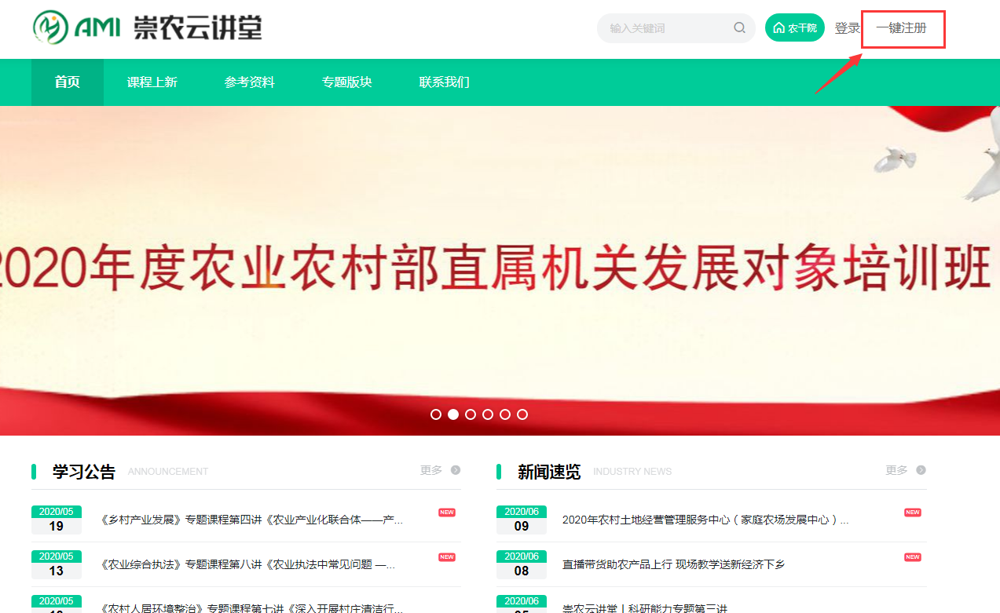 AMI 崇农云讲堂
输入关键词
农干院
登录
一键注册
首页
课程上新
参考资料
专题版块
联系我们
2020年度农业农村部直属机关发展对象培训班
学习公告 ANNOUNCEMENT
更多
2020/05
19
《乡村产业发展》专题课程第四讲《农业产业化联合体——产...
NEW
2020/05
13
《农业综合执法》专题课程第八讲《农业执法中常见问题 —...
NEW
2020/05
《农村人居环境整治》专题课程第七讲《深入开展村庄清洁行...
新闻速览 INDUSTRY NEWS
更多
2020/06
09
2020年农村土地经营管理服务中心（家庭农场发展中心）...
NEW
2020/06
08
直播带货助农产品上行 现场教学送新经济下乡
NEW
2020/06
崇农云讲堂丨科研能力专题第三讲